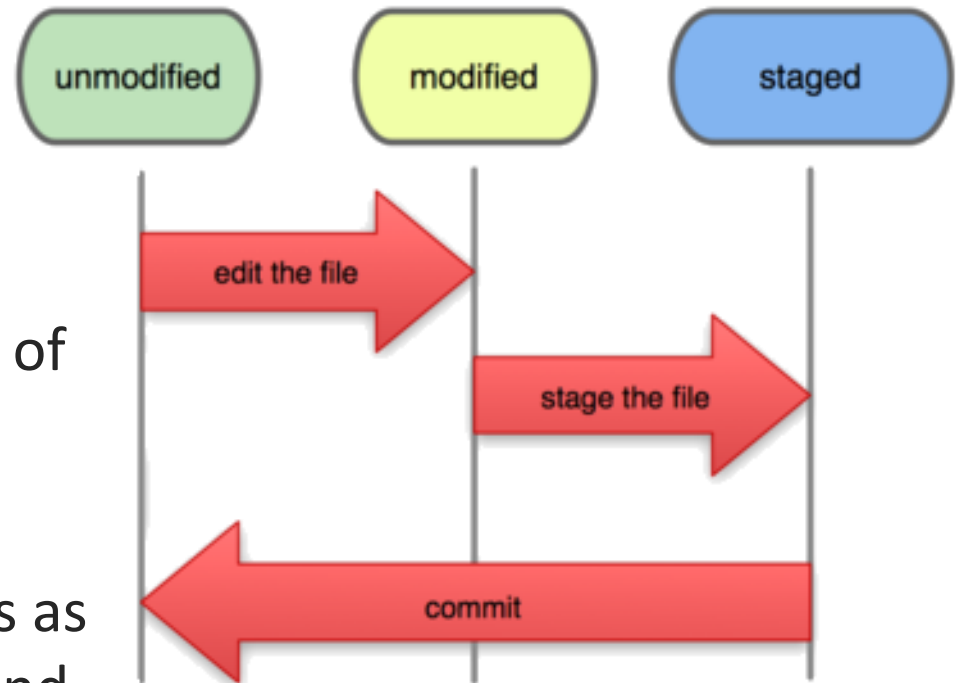 unmodified modified staged
edit the file
of
stage the file
s as
commit